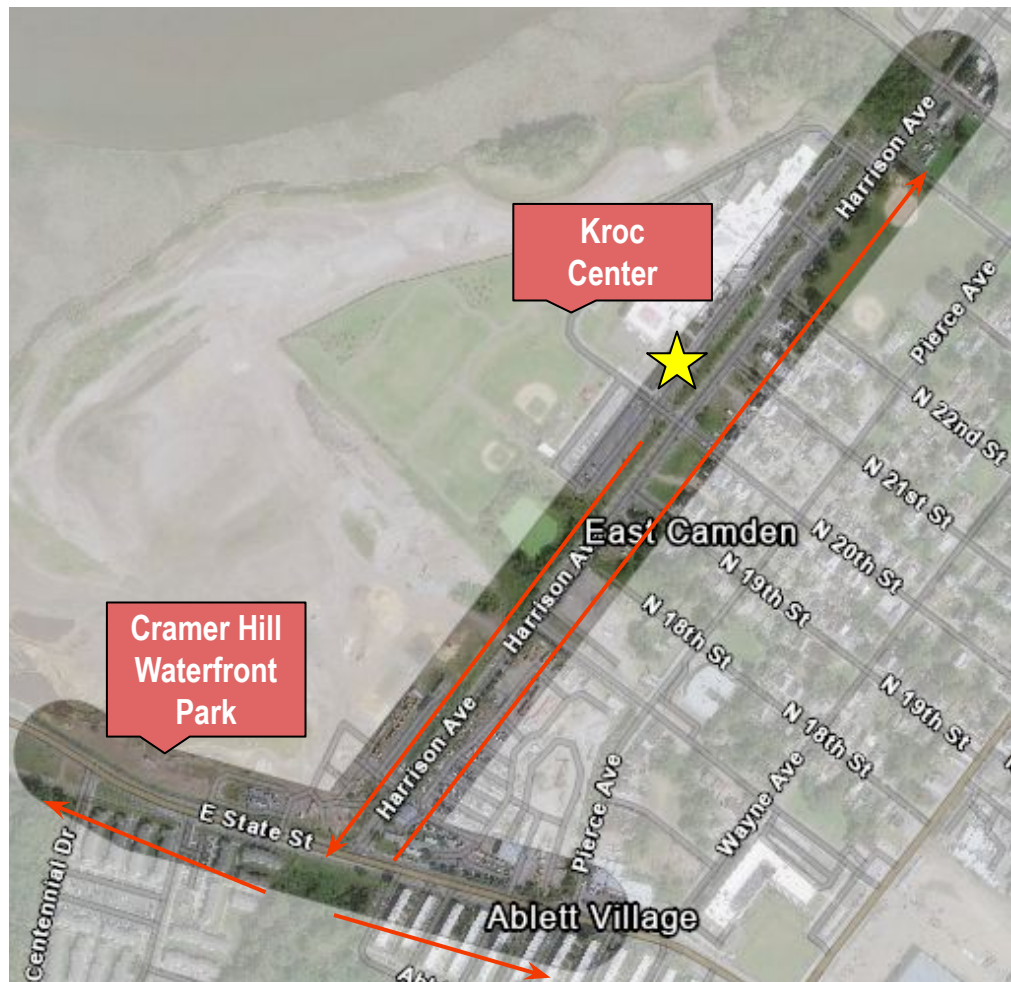 Harrison Ave
Kroc
Center
Pierce Ave
N 22nd St
N 21st St
East Camden
N 20th St
N 19th St
Harrison Av
N 18th St
N 19th St
N 18th St
Cramer Hill
Waterfront
Park
Harrison Ave
Pierce Ave
Wayne Ave
E State St
Centennial Dr
Ablett Village